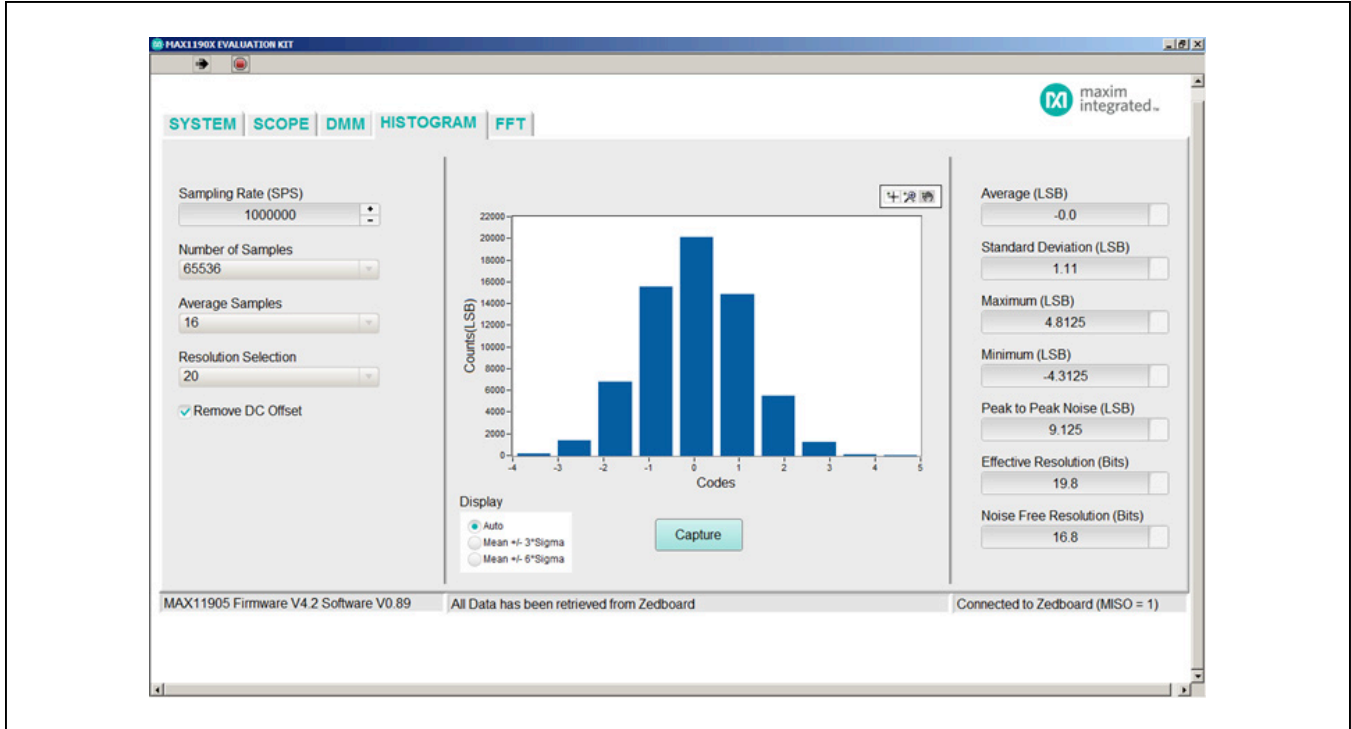 MAX1190X EVALUATION KIT
maxim
integrated™
SYSTEM SCOPE DMM HISTOGRAM FFT
Sampling Rate (SPS)
1000000
Number of Samples
65536
Average Samples
16
Resolution Selection
20
Remove DC Offset
22000
20000
18000
16000
14000
12000
10000
8000
6000
4000
2000
0
Counts(LSB)
-4 -3 -2 -1 0 1 2 3 4 5
Codes
Display
Auto
Mean +/- 3*Sigma
Mean +/- 6*Sigma
Capture
Average (LSB)
-0.0
Standard Deviation (LSB)
1.11
Maximum (LSB)
4.8125
Minimum (LSB)
-4.3125
Peak to Peak Noise (LSB)
9.125
Effective Resolution (Bits)
19.8
Noise Free Resolution (Bits)
16.8
MAX11905 Firmware V4.2 Software V0.89
All Data has been retrieved from Zedboard
Connected to Zedboard (MISO = 1)